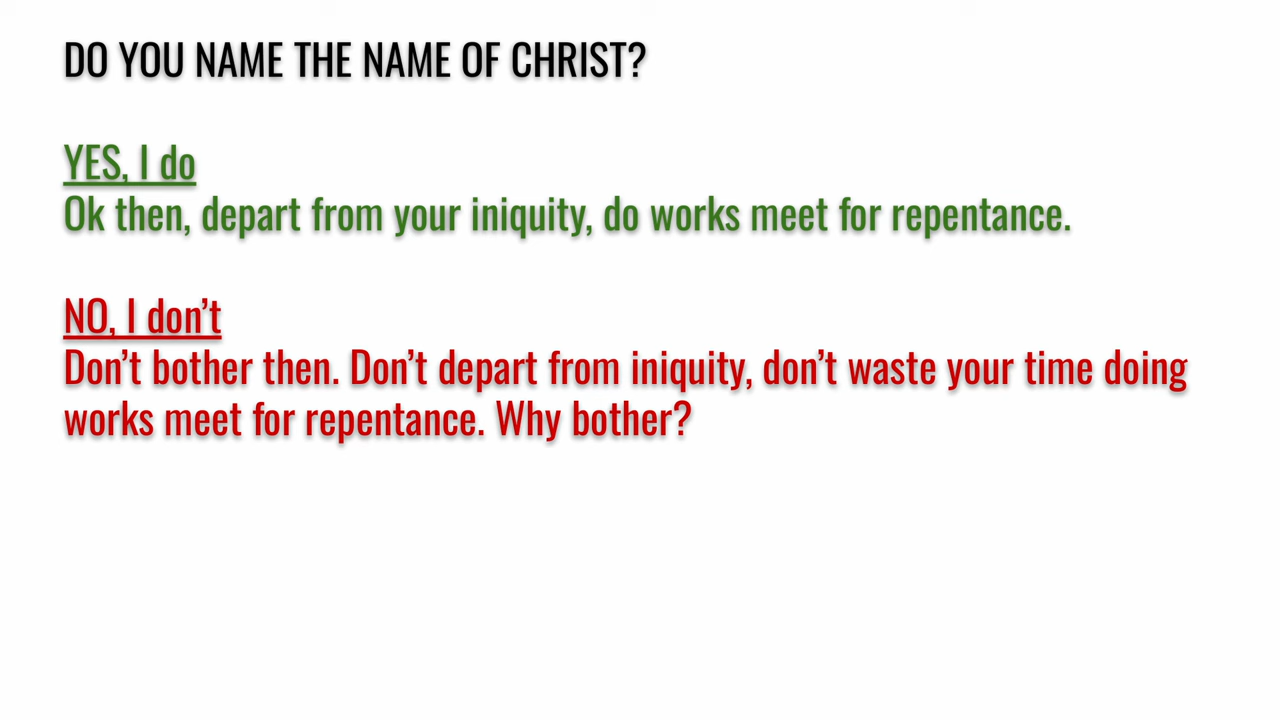 DO YOU NAME THE NAME OF CHRIST?
YES, I do
Ok then, depart from your iniquity, do works meet for repentance.
NO, I don’t
Don’t bother then. Don’t depart from iniquity, don’t waste your time doing
works meet for repentance. Why bother?